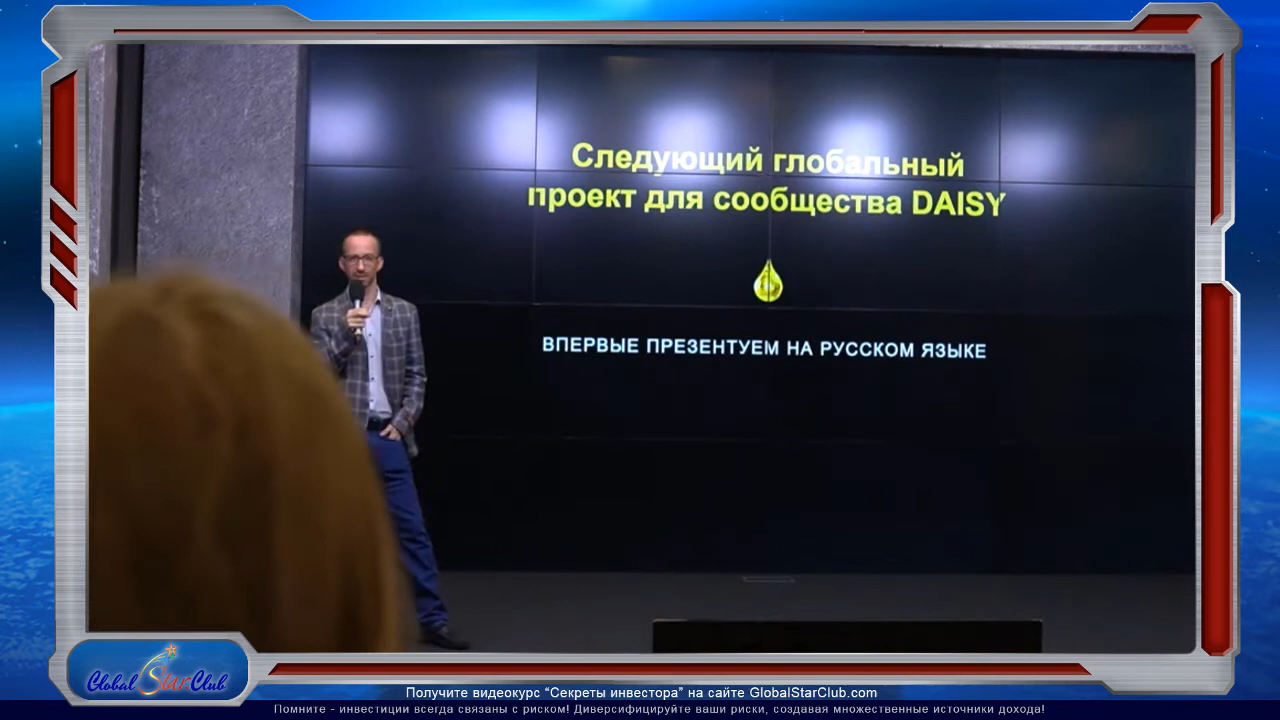 Следующий глобальный
проект для сообщества DAISY
ВПЕРВЫЕ ПРЕЗЕНТУЕМ НА РУССКОМ ЯЗЫКЕ
Global Star Club
Получите видеокурс “Секреты инвестора” на сайте GlobalStarClub.com
Помните - инвестиции всегда связаны с риском! Диверсифицируйте ваши риски, создавая множественные источники дохода!